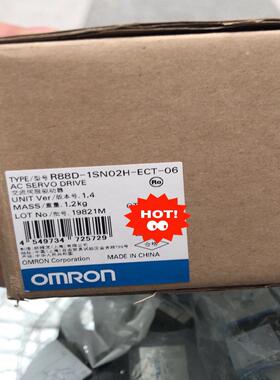 TYPE/型号 R88D-1SN02H-ECT-06
AC SERVO DRIVE
交流伺服驱动器
UNIT Ver/版本号. 1.4
MASS/重量. 1.2kg
LOT No/批号. 19821M
HOT!
4 549734 725729
合格
OMRON
OMRON Corporation
MADE IN CHINA